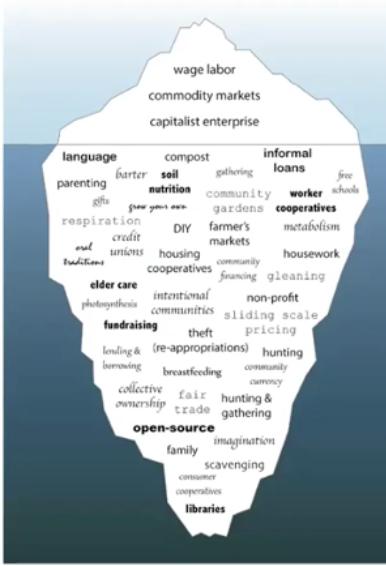 wage labor
commodity markets
capitalist enterprise
language
compost
informal
loans
barter
soil
nutrition
gathering
free
schools
parenting
gifts
grow your own
community
gardens
worker
cooperatives
respiration
DIY
farmer's
markets
metabolism
credit
unions
oral
traditions
housing
cooperatives
community
financing
housework
gleaning
elder care
photosynthesis
intentional
communities
non-profit
sliding scale
pricing
fundraising
theft
(re-appropriations)
hunting
lending &
borrowing
breastfeeding
community
currency
collective
ownership
fair
trade
hunting &
gathering
open-source
imagination
family
scavenging
consumer
cooperatives
libraries